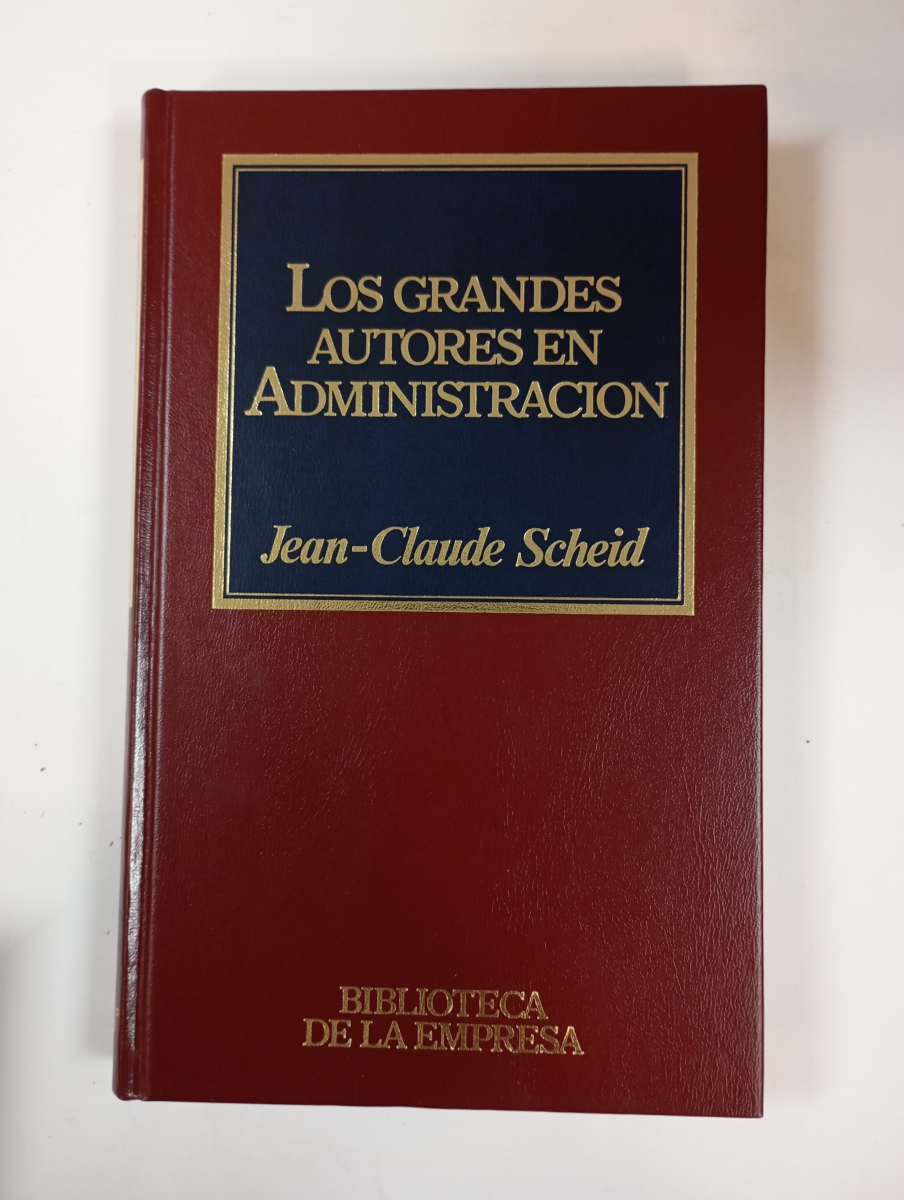 LOS GRANDES
AUTORES EN
ADMINISTRACION
Jean-Claude Scheid
BIBLIOTECA
DE LA EMPRESA